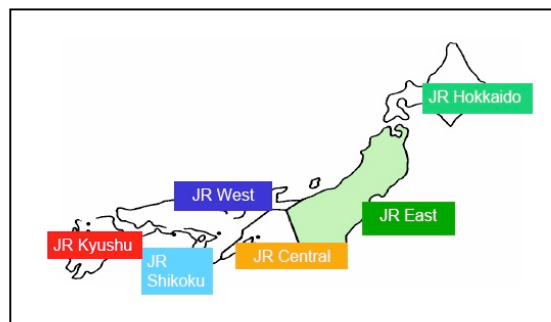 JR Hokkaido
JR West
JR East
JR Kyushu
JR
Shikoku
JR Central